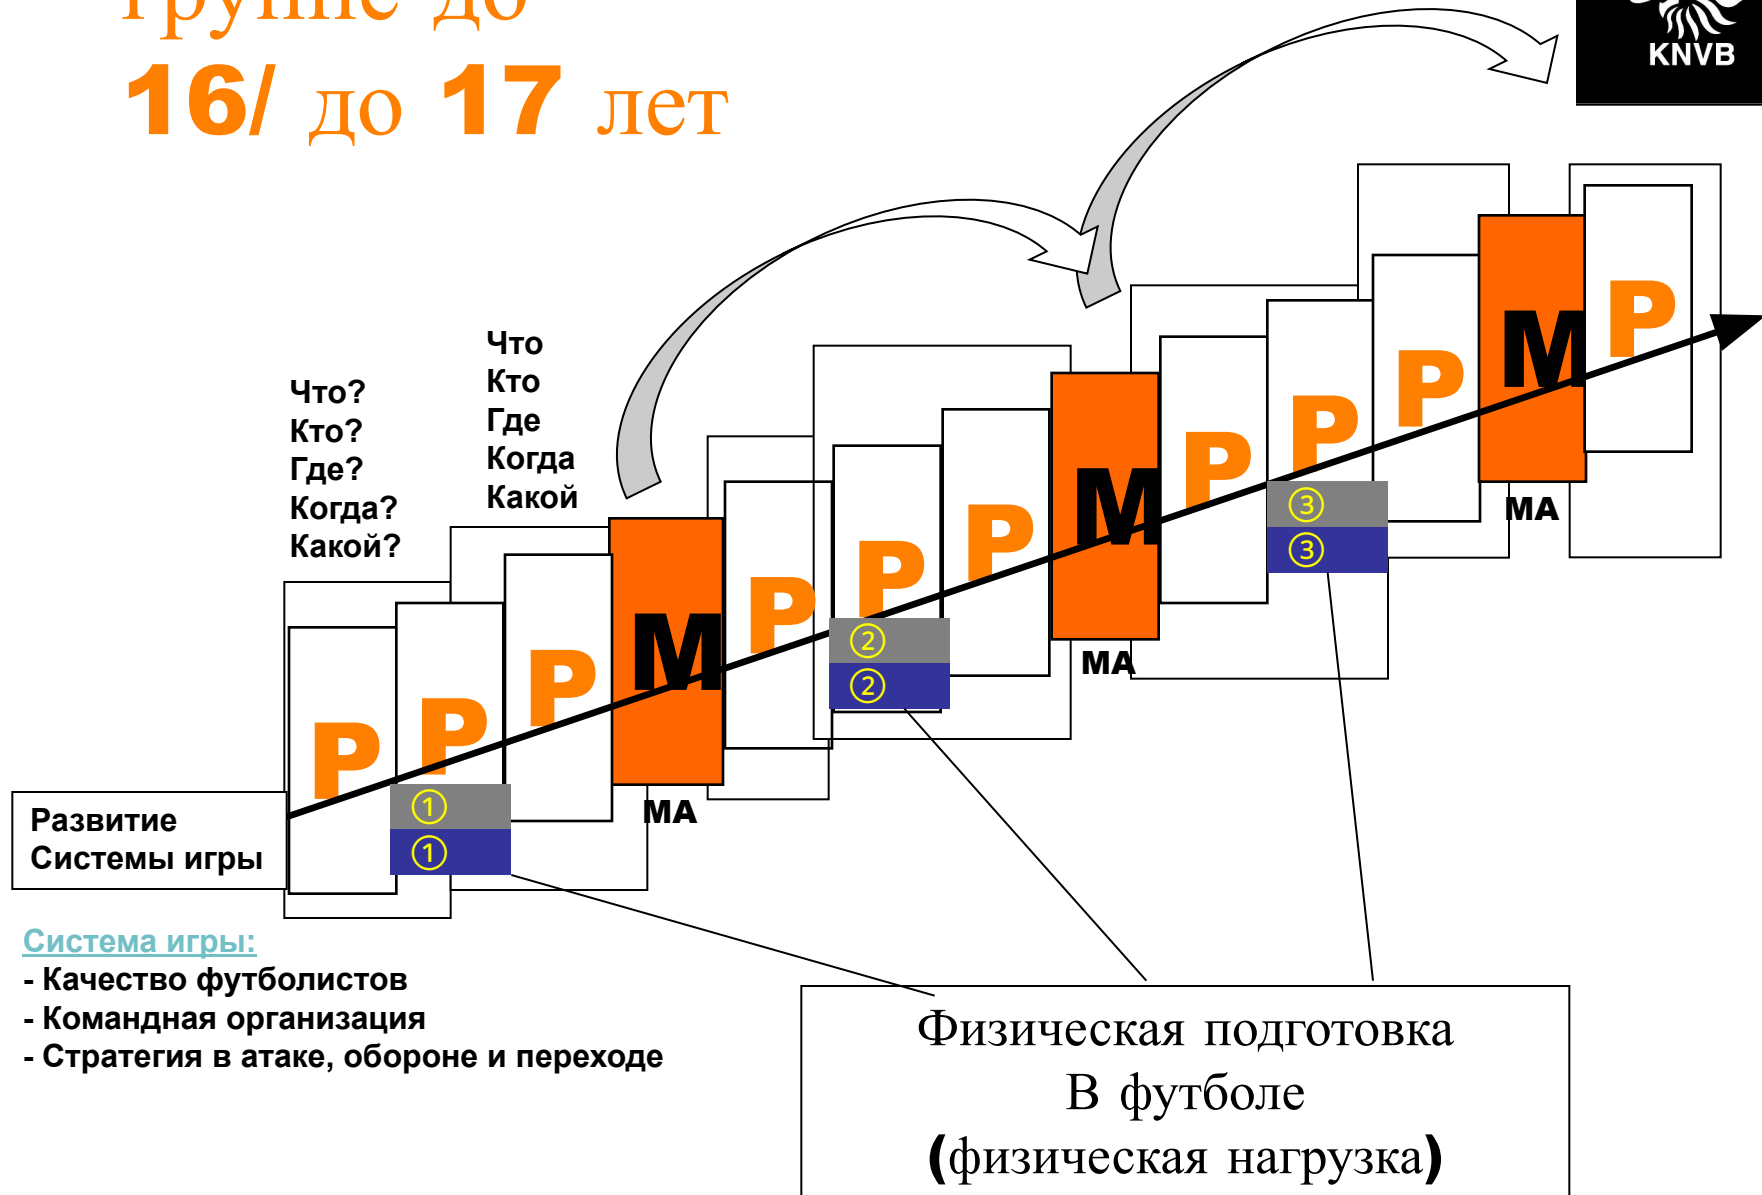 группе до
16/ до 17 лет
KNVB
Что?
Кто?
Где?
Когда?
Какой?
Что
Кто
Где
Когда
Какой
P
P
P
M
P
P
P
M
P
P
P
M
P
①
①
②
②
③
③
MA
MA
MA
Развитие
Системы игры
Система игры:
- Качество футболистов
- Командная организация
- Стратегия в атаке, обороне и переходе
Физическая подготовка
В футболе
(физическая нагрузка)